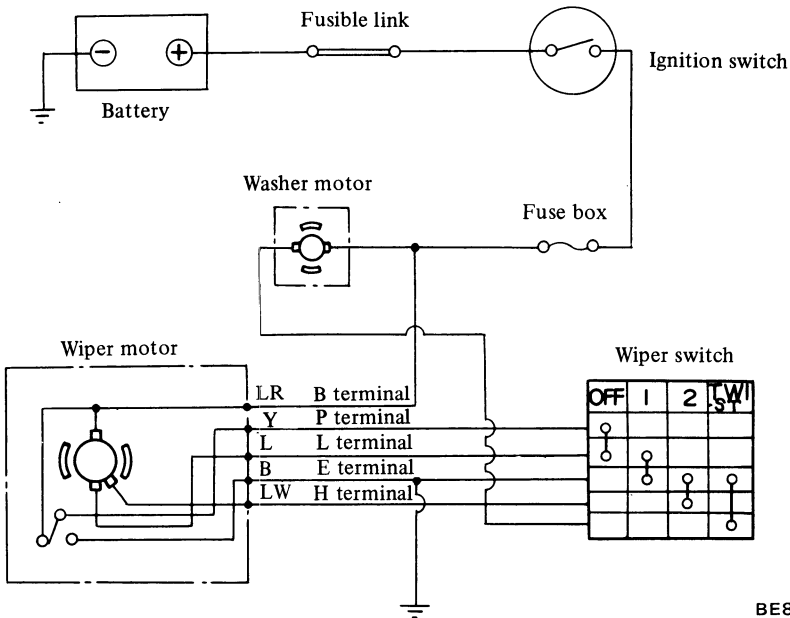 Fusible link
Ignition switch
Battery
Washer motor
Fuse box
Wiper motor
Wiper switch
LR B terminal
Y P terminal
L L terminal
B E terminal
LW H terminal
OFF 1 2
BE8